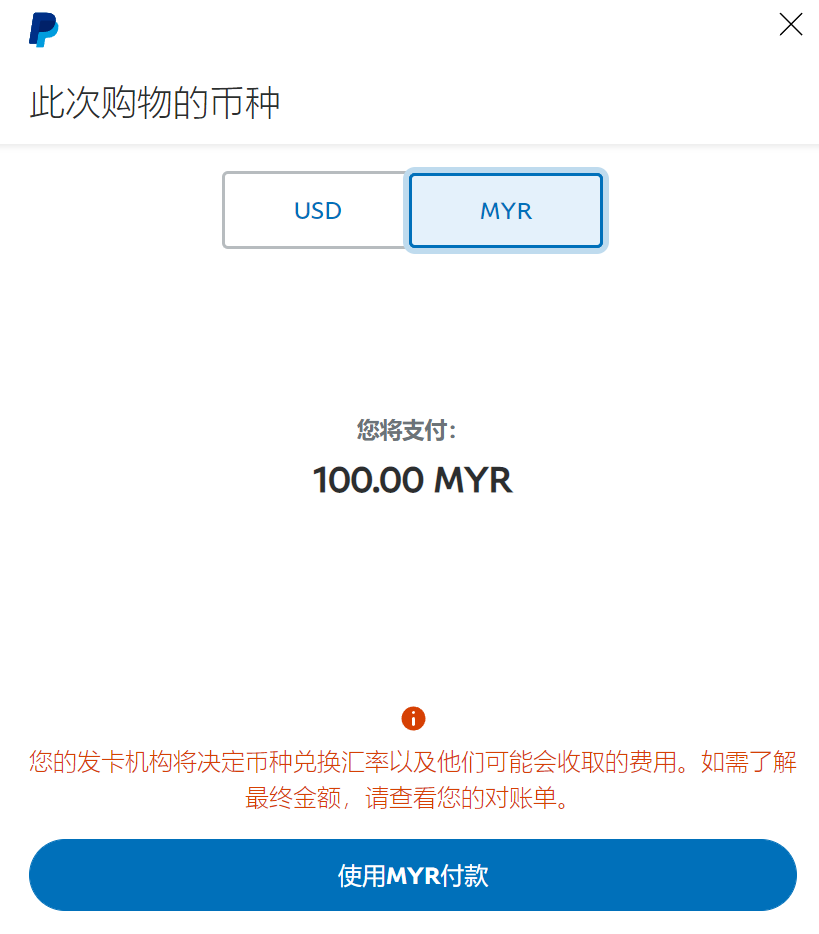 此次购物的币种
USD
MYR
您将支付：
100.00 MYR
您的发卡机构将决定币种兑换汇率以及他们可能会收取的费用。如需了解
最终金额，请查看您的对账单。
使用MYR付款